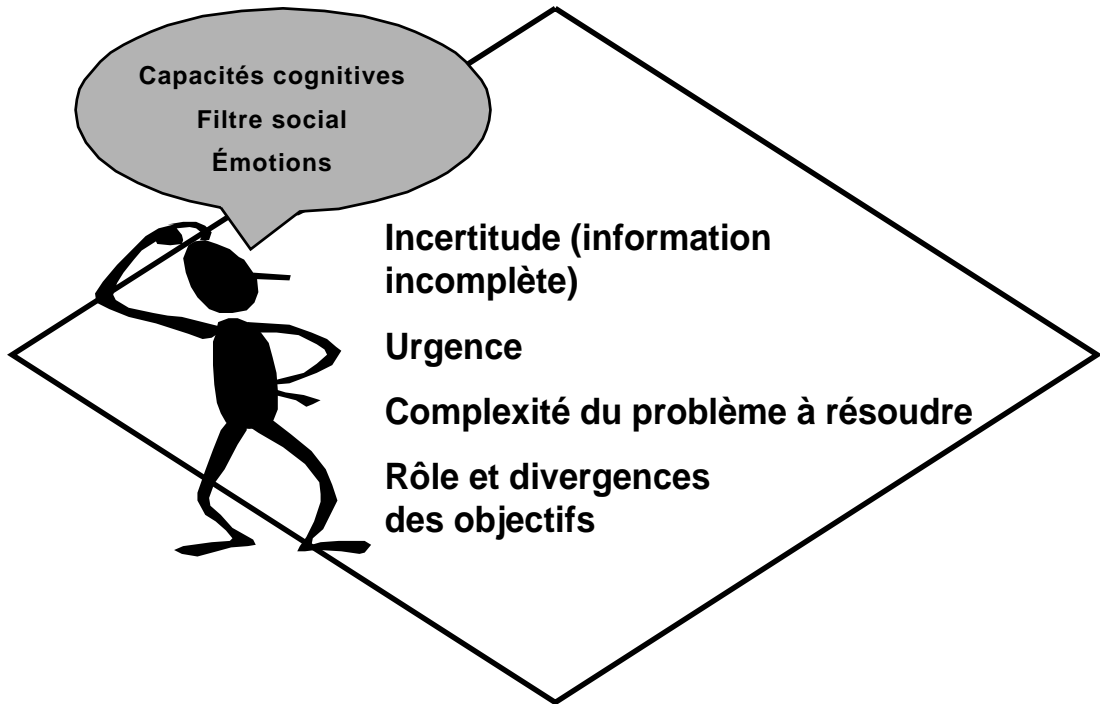 Capacités cognitives
Filtre social
Émotions
Incertitude (information
incomplète)
Urgence
Complexité du problème à résoudre
Rôle et divergences
des objectifs